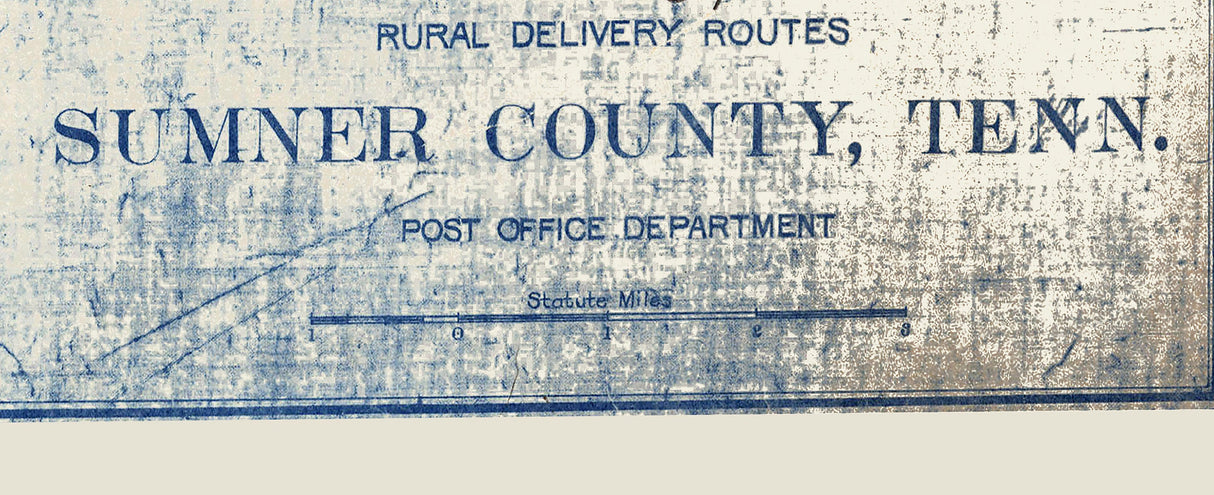 RURAL DELIVERY ROUTES
SUMNER COUNTY, TENN.
POST OFFICE DEPARTMENT
Statute Miles
1 0 1 2 3